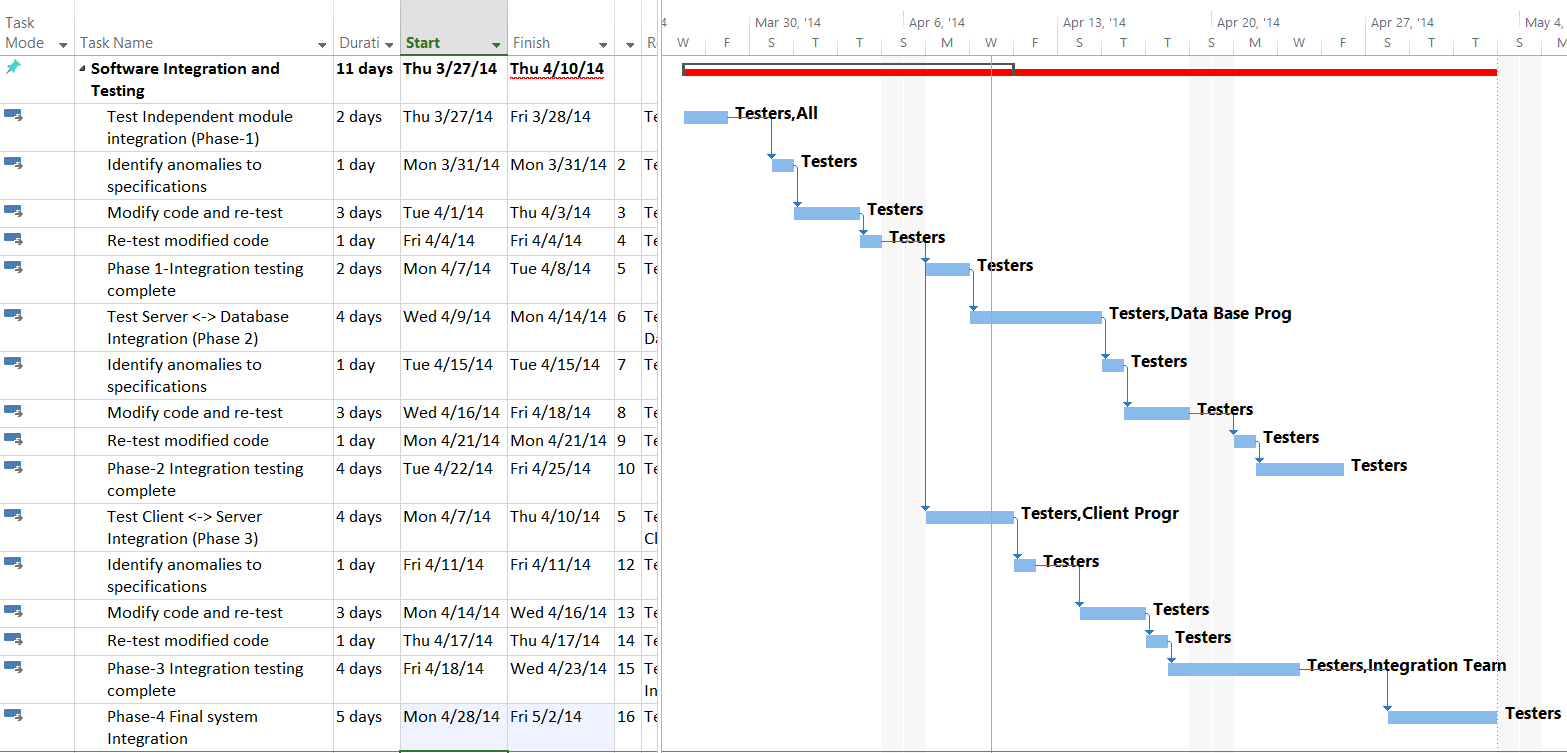 Task Mode Task Name Durati Start Finish R
4 Mar 30, '14 Apr 6, '14 Apr 13, '14 Apr 20, '14 Apr 27, '14 May 4,
W F S T T S M W F S T T S M W F S T T S M
Software Integration and Testing 11 days Thu 3/27/14 Thu 4/10/14
Test Independent module integration (Phase-1) 2 days Thu 3/27/14 Fri 3/28/14 Te Testers,All
Identify anomalies to specifications 1 day Mon 3/31/14 Mon 3/31/14 2 Te Testers
Modify code and re-test 3 days Tue 4/1/14 Thu 4/3/14 3 Te Testers
Re-test modified code 1 day Fri 4/4/14 Fri 4/4/14 4 Te Testers
Phase 1-Integration testing complete 2 days Mon 4/7/14 Tue 4/8/14 5 Te Testers
Test Server <-> Database Integration (Phase 2) 4 days Wed 4/9/14 Mon 4/14/14 6 Te Da Testers,Data Base Prog
Identify anomalies to specifications 1 day Tue 4/15/14 Tue 4/15/14 7 Te Testers
Modify code and re-test 3 days Wed 4/16/14 Fri 4/18/14 8 Te Testers
Re-test modified code 1 day Mon 4/21/14 Mon 4/21/14 9 Te Testers
Phase-2 Integration testing complete 4 days Tue 4/22/14 Fri 4/25/14 10 Te Testers
Test Client <-> Server Integration (Phase 3) 4 days Mon 4/7/14 Thu 4/10/14 5 Te Cl Testers,Client Progr
Identify anomalies to specifications 1 day Fri 4/11/14 Fri 4/11/14 12 Te Testers
Modify code and re-test 3 days Mon 4/14/14 Wed 4/16/14 13 Te Testers
Re-test modified code 1 day Thu 4/17/14 Thu 4/17/14 14 Te Testers
Phase-3 Integration testing complete 4 days Fri 4/18/14 Wed 4/23/14 15 Te In Testers,Integration Team
Phase-4 Final system Integration 5 days Mon 4/28/14 Fri 5/2/14 16 Te Testers